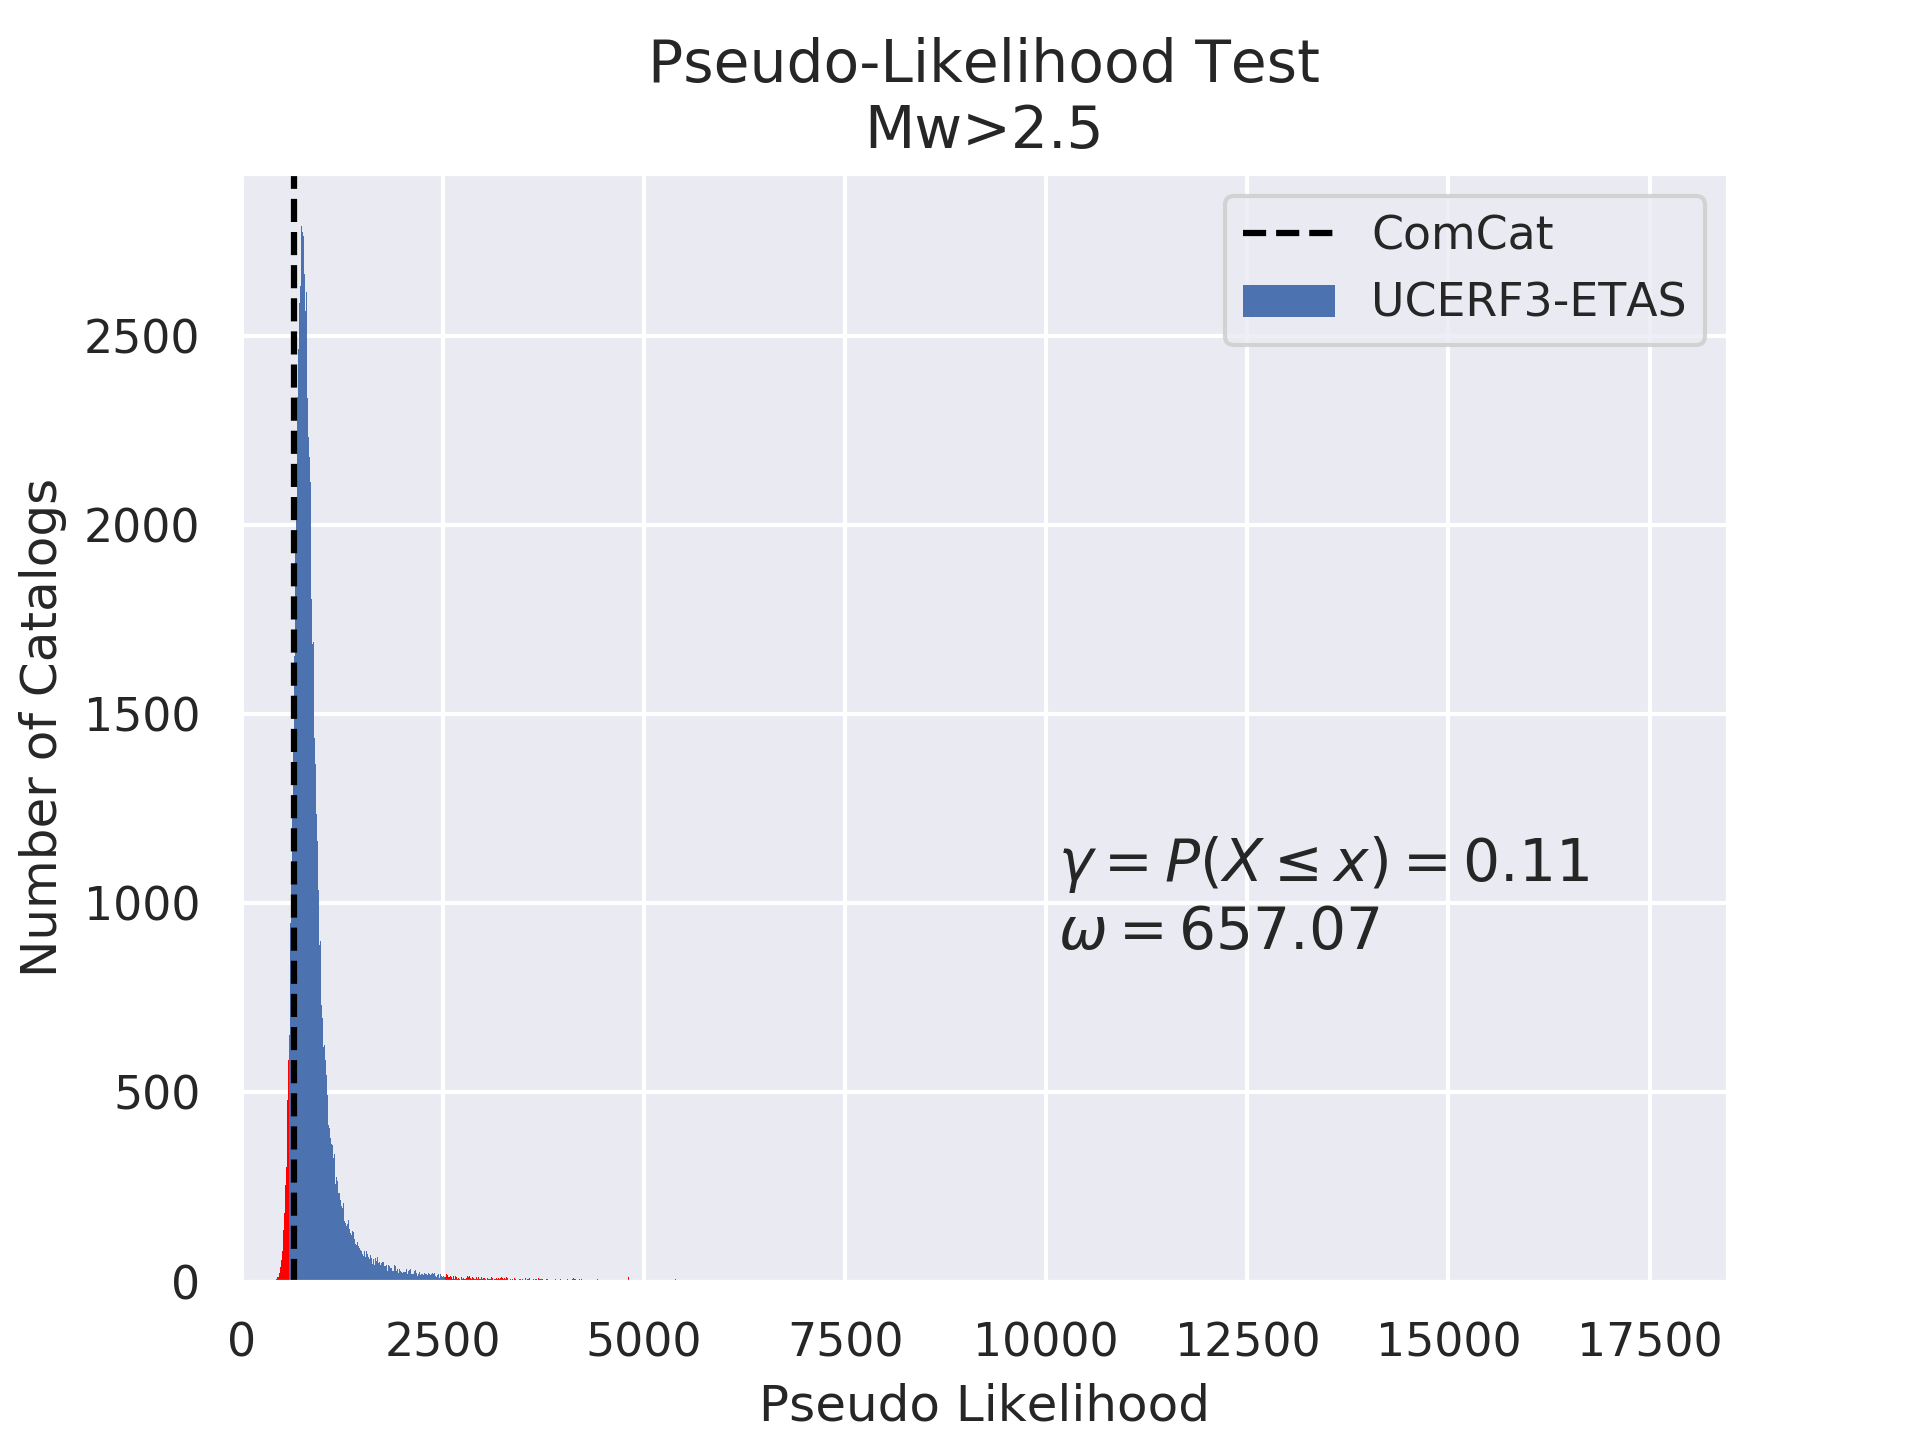 Pseudo-Likelihood Test
Mw>2.5
ComCat
UCERF3-ETAS
Number of Catalogs
2500
2000
1500
1000
500
0
γ = P(X ≤ x) = 0.11
ω = 657.07
0 2500 5000 7500 10000 12500 15000 17500
Pseudo Likelihood